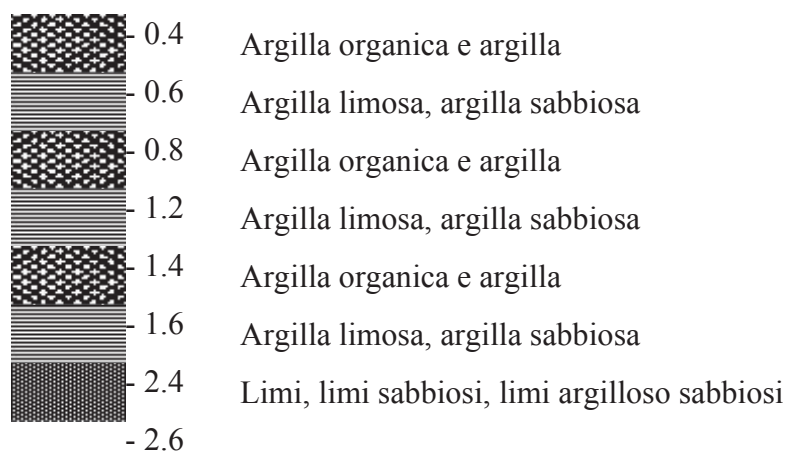 - 0.4 Argilla organica e argilla
- 0.6 Argilla limosa, argilla sabbiosa
- 0.8 Argilla organica e argilla
- 1.2 Argilla limosa, argilla sabbiosa
- 1.4 Argilla organica e argilla
- 1.6 Argilla limosa, argilla sabbiosa
- 2.4 Limi, limi sabbiosi, limi argilloso sabbiosi
- 2.6